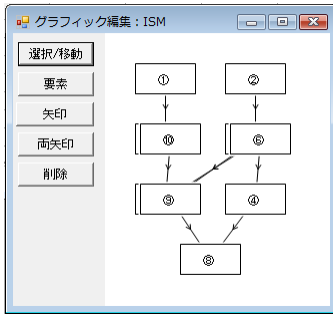 グラフィック編集：ISM
選択/移動
要素
矢印
両矢印
削除
① ②
⑩ ⑥
⑨ ④
⑧